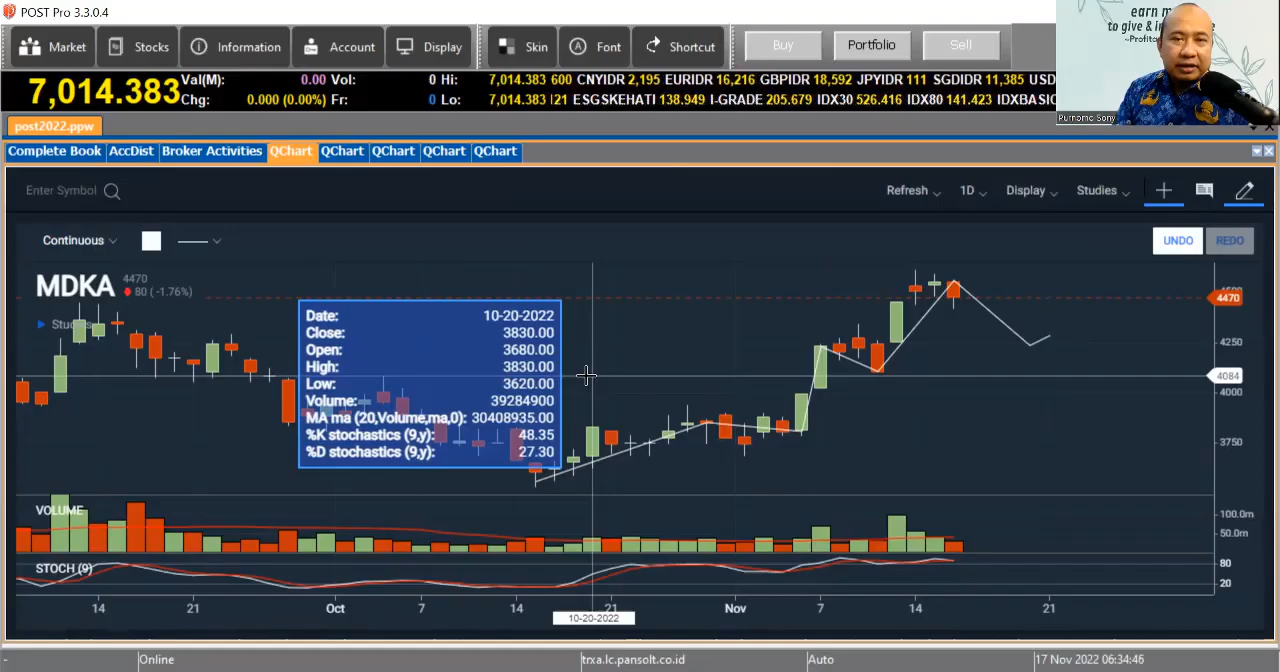 POST Pro 3.3.0.4
Market Stocks Information Account Display Skin Font Shortcut Buy Portfolio Sell
7,014.383 Val(M): 0.00 Vol: 0 Hi: 7,014.383 600 CNYIDR 2,195 EURIDR 16,216 GBPIDR 18,592 JPYIDR 111 SGDIDR 11,385 USD
Chg: 0.000 (0.00%) Fr: 0 Lo: 7,014.383 I21 ESGSKEHATI 138.949 I-GRADE 205.679 IDX30 526.416 IDX80 141.423 IDXBASIC
earn m
to give & in
~Profita
Purnomo Sony
post2022.ppw
Complete Book AccDist Broker Activities QChart QChart QChart QChart QChart
Enter Symbol Refresh 1D Display Studies
Continuous UNDO REDO
MDKA 4470
80 (-1.76%)
Studies
Date: 10-20-2022
Close: 3830.00
Open: 3680.00
High: 3830.00
Low: 3620.00
Volume: 39284900
MA ma (20,Volume,ma,0): 30408935.00
%K stochastics (9,y): 48.35
%D stochastics (9,y): 27.30
4500
4470
4250
4084
4000
3750
VOLUME
100.0m
50.0m
STOCH (9)
80
20
14 21 Oct 7 14 21 Nov 7 14 21
10-20-2022
- Online trxa.lc.pansolt.co.id Auto 17 Nov 2022 06:34:46